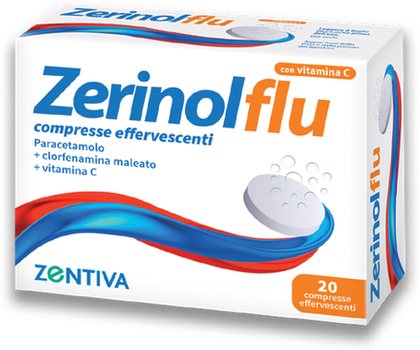 con vitamina C
Zerinolflu
compresse effervescenti
Paracetamolo
+ clorfenamina maleato
+ vitamina C
ZENTIVA
20
compresse
effervescenti